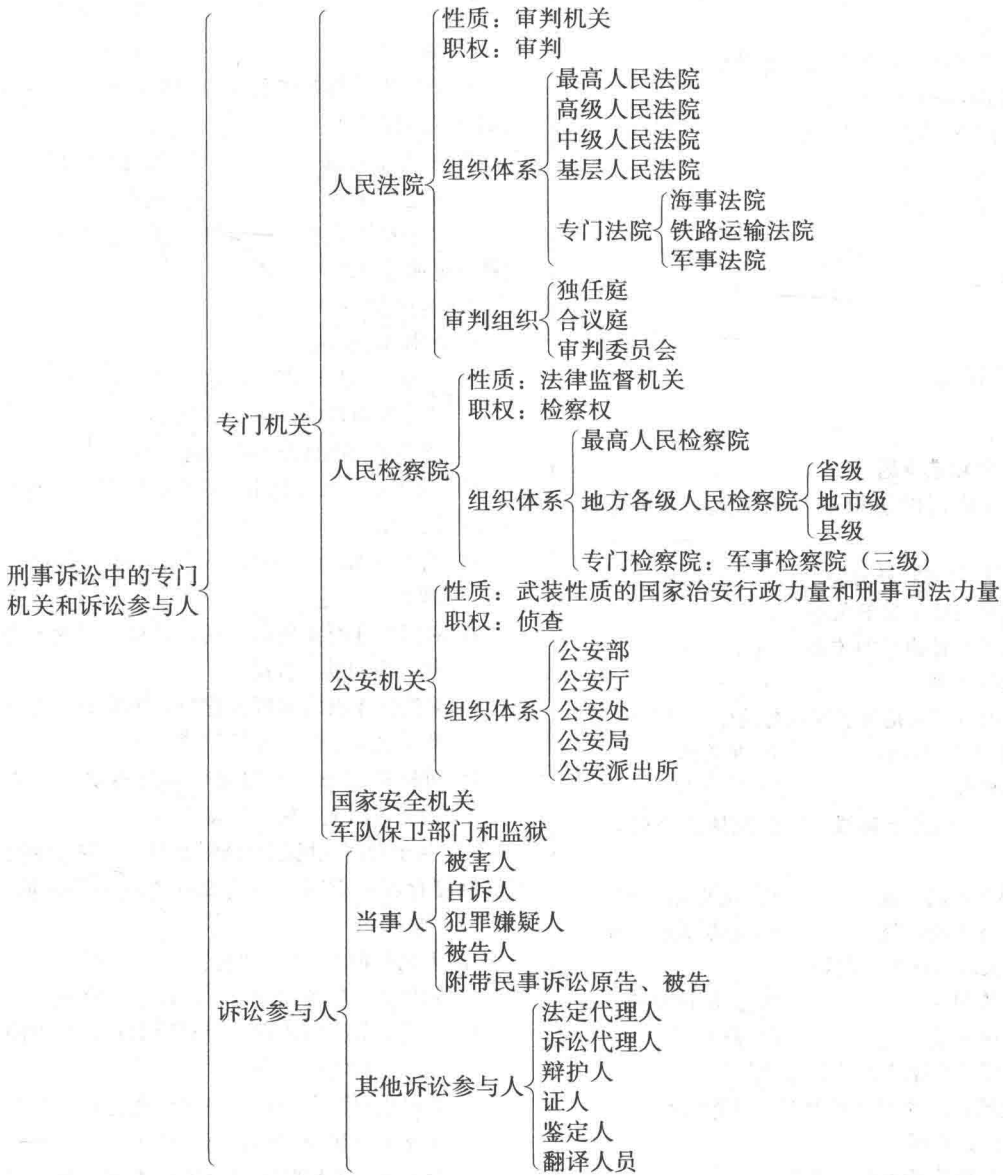 刑事诉讼中的专门
机关和诉讼参与人
专门机关
人民法院
性质：审判机关
职权：审判
组织体系
最高人民法院
高级人民法院
中级人民法院
基层人民法院
专门法院
海事法院
铁路运输法院
军事法院
审判组织
独任庭
合议庭
审判委员会
人民检察院
性质：法律监督机关
职权：检察权
组织体系
最高人民检察院
地方各级人民检察院
省级
地市级
县级
专门检察院：军事检察院（三级）
公安机关
性质：武装性质的国家治安行政力量和刑事司法力量
职权：侦查
组织体系
公安部
公安厅
公安处
公安局
公安派出所
国家安全机关
军队保卫部门和监狱
诉讼参与人
当事人
被害人
自诉人
犯罪嫌疑人
被告人
附带民事诉讼原告、被告
其他诉讼参与人
法定代理人
诉讼代理人
辩护人
证人
鉴定人
翻译人员